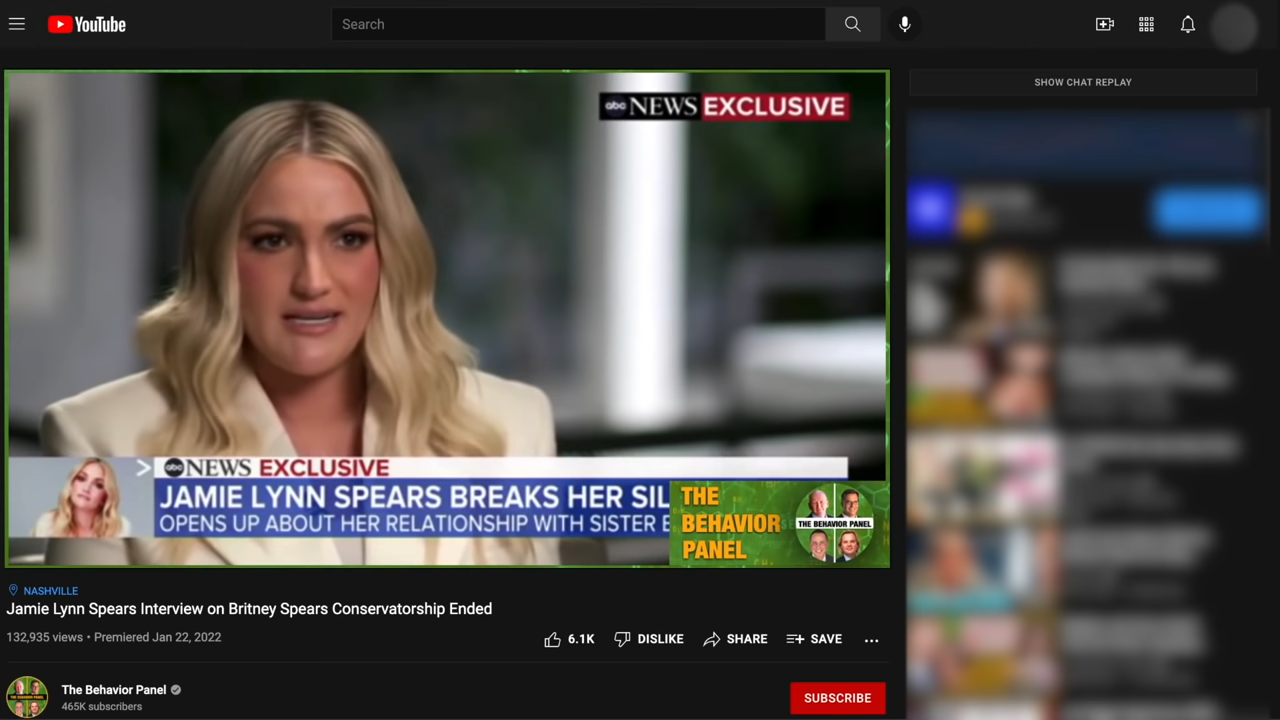 YouTube
Search
SHOW CHAT REPLAY
abc NEWS EXCLUSIVE
abc NEWS EXCLUSIVE
JAMIE LYNN SPEARS BREAKS HER SIL
OPENS UP ABOUT HER RELATIONSHIP WITH SISTER
THE
BEHAVIOR
PANEL
THE BEHAVIOR PANEL
NASHVILLE
Jamie Lynn Spears Interview on Britney Spears Conservatorship Ended
132,935 views • Premiered Jan 22, 2022
6.1K DISLIKE SHARE SAVE
The Behavior Panel
465K subscribers
SUBSCRIBE